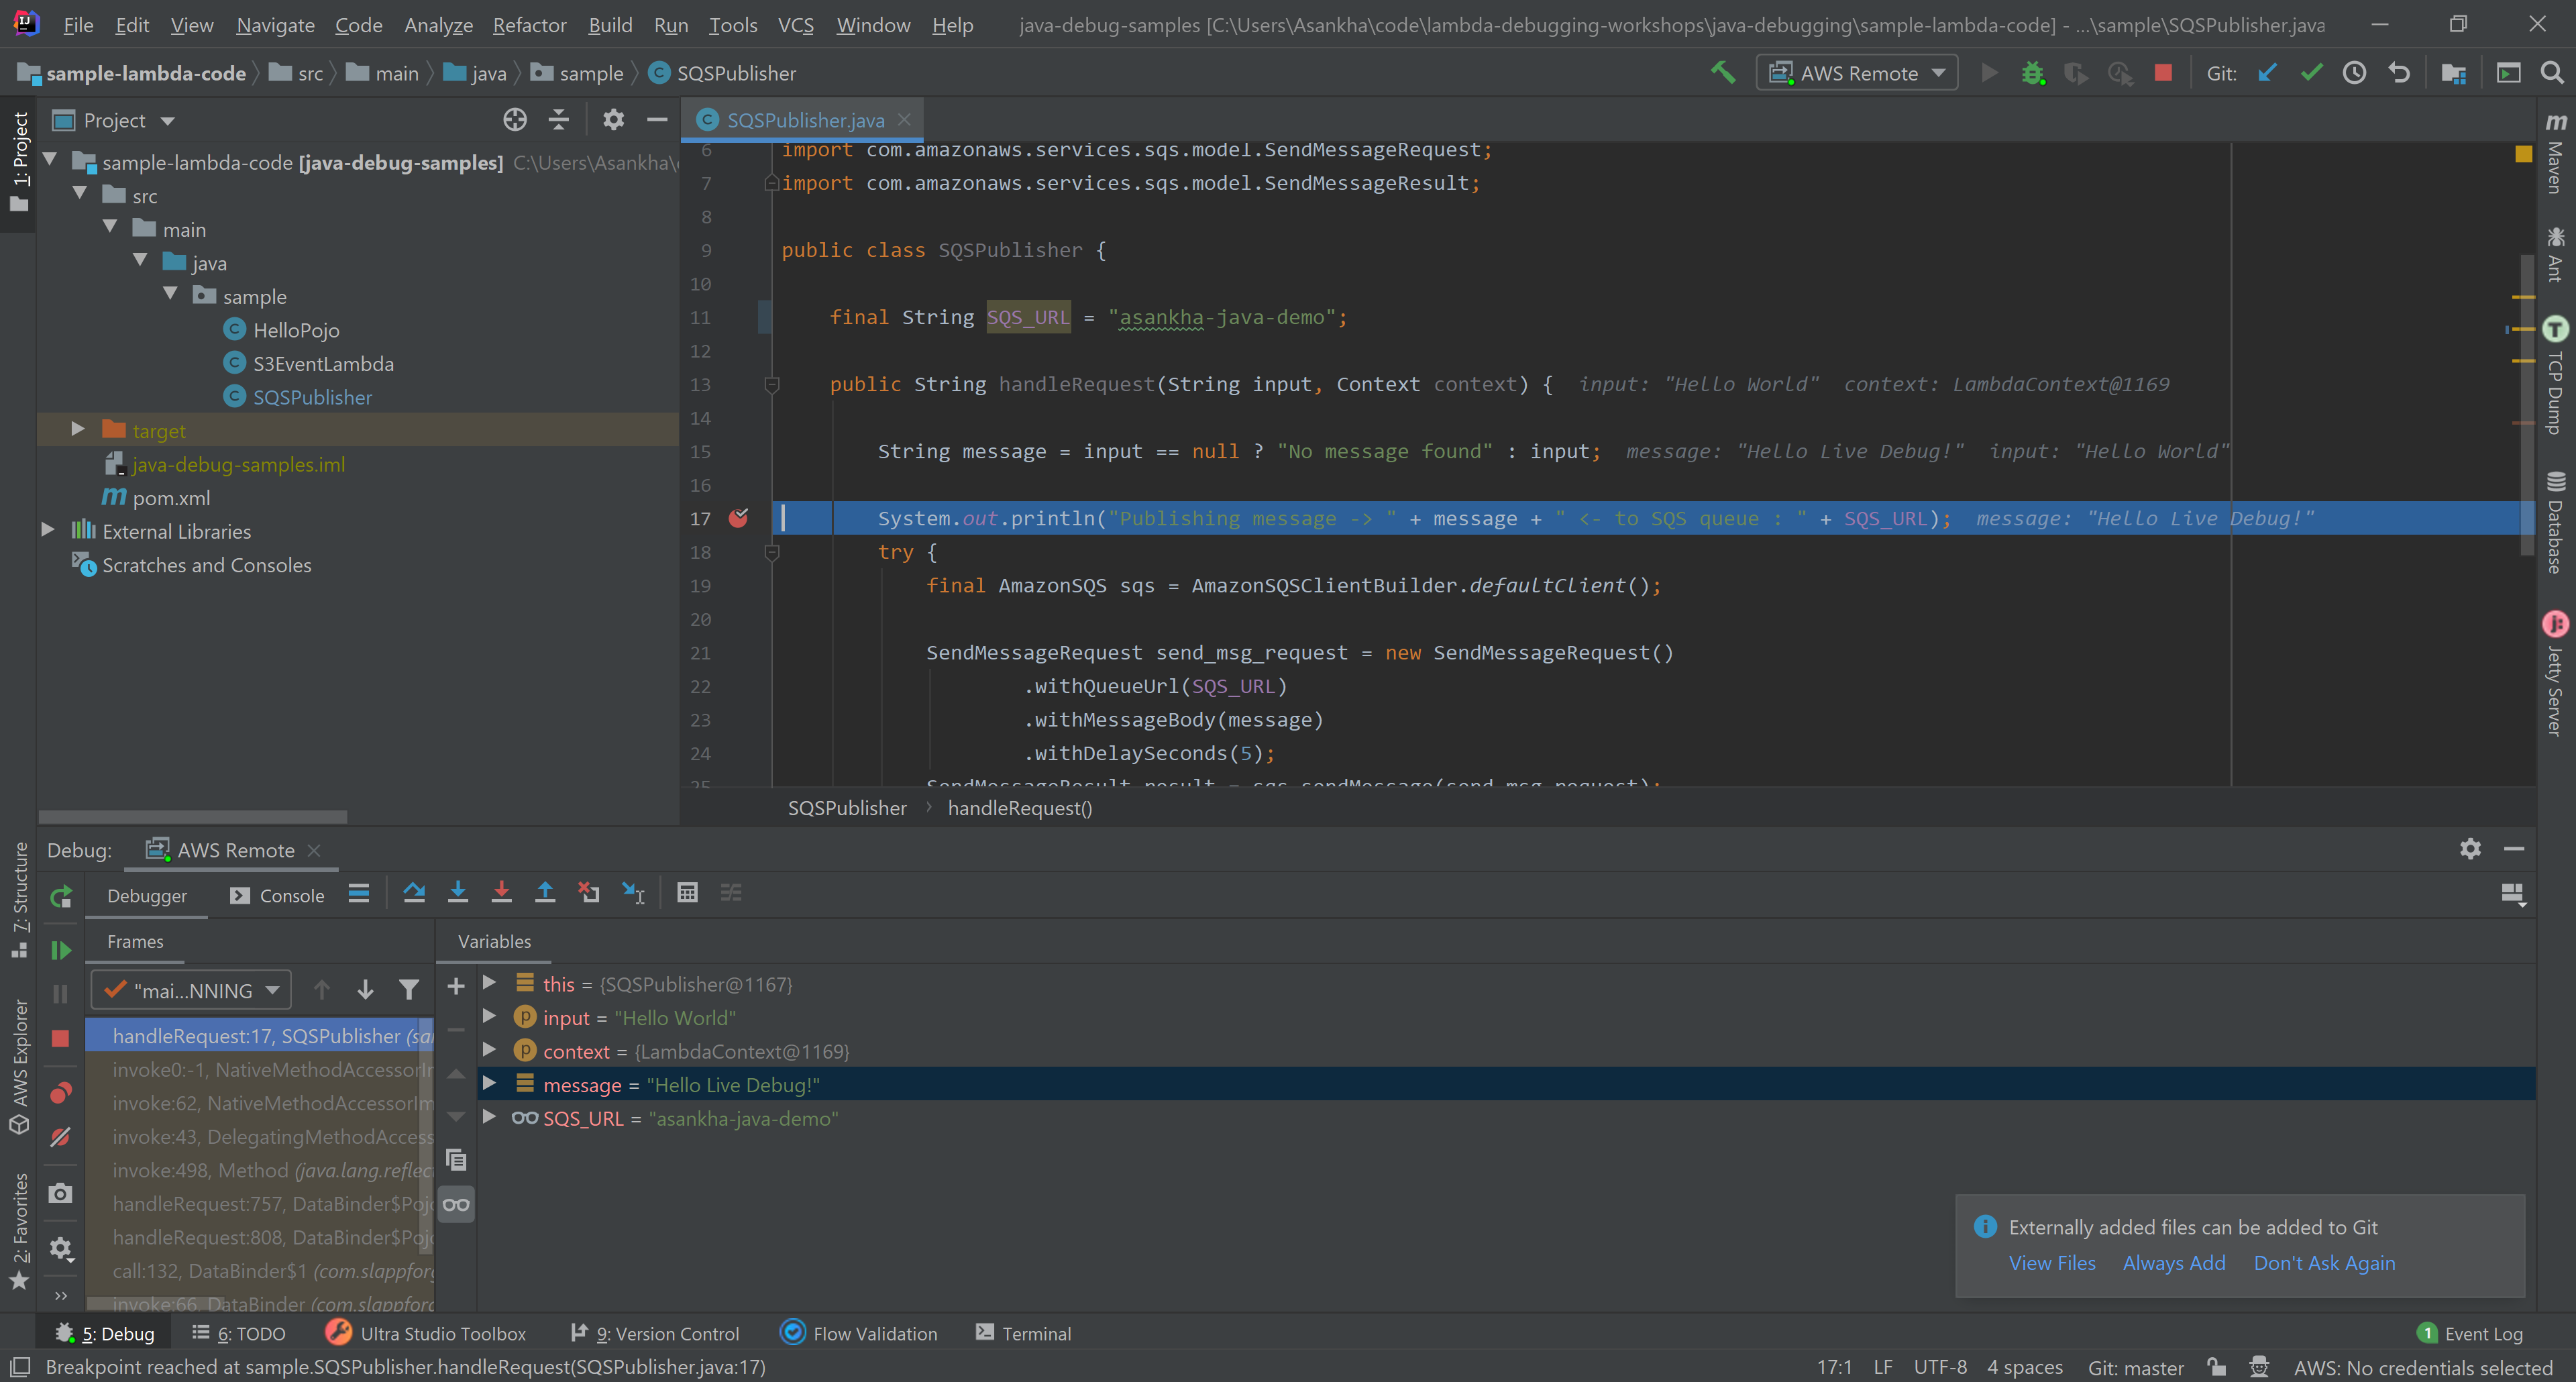 File Edit View Navigate Code Analyze Refactor Build Run Tools VCS Window Help java-debug-samples [C:\Users\Asankha\code\lambda-debugging-workshops\java-debugging\sample-lambda-code] - ...\sample\SQSPublisher.java
sample-lambda-code src main java sample SQSPublisher AWS Remote Git:
1: Project
Project
sample-lambda-code [java-debug-samples] C:\Users\Asankha\
src
main
java
sample
HelloPojo
S3EventLambda
SQSPublisher
target
java-debug-samples.iml
pom.xml
External Libraries
Scratches and Consoles
SQSPublisher.java
6 import com.amazonaws.services.sqs.model.SendMessageRequest;
7 import com.amazonaws.services.sqs.model.SendMessageResult;
8
9 public class SQSPublisher {
10
11 final String SQS_URL = "asankha-java-demo";
12
13 public String handleRequest(String input, Context context) { input: "Hello World" context: LambdaContext@1169
14
15 String message = input == null ? "No message found" : input; message: "Hello Live Debug!" input: "Hello World"
16
17 System.out.println("Publishing message -> " + message + " <- to SQS queue : " + SQS_URL); message: "Hello Live Debug!"
18 try {
19 final AmazonSQS sqs = AmazonSQSClientBuilder.defaultClient();
20
21 SendMessageRequest send_msg_request = new SendMessageRequest()
22 .withQueueUrl(SQS_URL)
23 .withMessageBody(message)
24 .withDelaySeconds(5);
25 SendMessageResult result = sqs.sendMessage(send_msg_request);
SQSPublisher handleRequest()
Maven
Ant
TCP Dump
Database
Jetty Server
7: Structure
AWS Explorer
2: Favorites
Debug: AWS Remote
Debugger Console
Frames
"mai...NNING
handleRequest:17, SQSPublisher (sa
invoke0:-1, NativeMethodAccessorI
invoke:62, NativeMethodAccessorIm
invoke:43, DelegatingMethodAccess
invoke:498, Method (java.lang.reflec
handleRequest:757, DataBinder$Pojo
handleRequest:808, DataBinder$Pojo
call:132, DataBinder$1 (com.slappforg
invoke:66, DataBinder (com.slappforg
Variables
this = {SQSPublisher@1167}
input = "Hello World"
context = {LambdaContext@1169}
message = "Hello Live Debug!"
SQS_URL = "asankha-java-demo"
Externally added files can be added to Git
View Files Always Add Don't Ask Again
5: Debug 6: TODO Ultra Studio Toolbox 9: Version Control Flow Validation Terminal 1 Event Log
Breakpoint reached at sample.SQSPublisher.handleRequest(SQSPublisher.java:17) 17:1 LF UTF-8 4 spaces Git: master AWS: No credentials selected